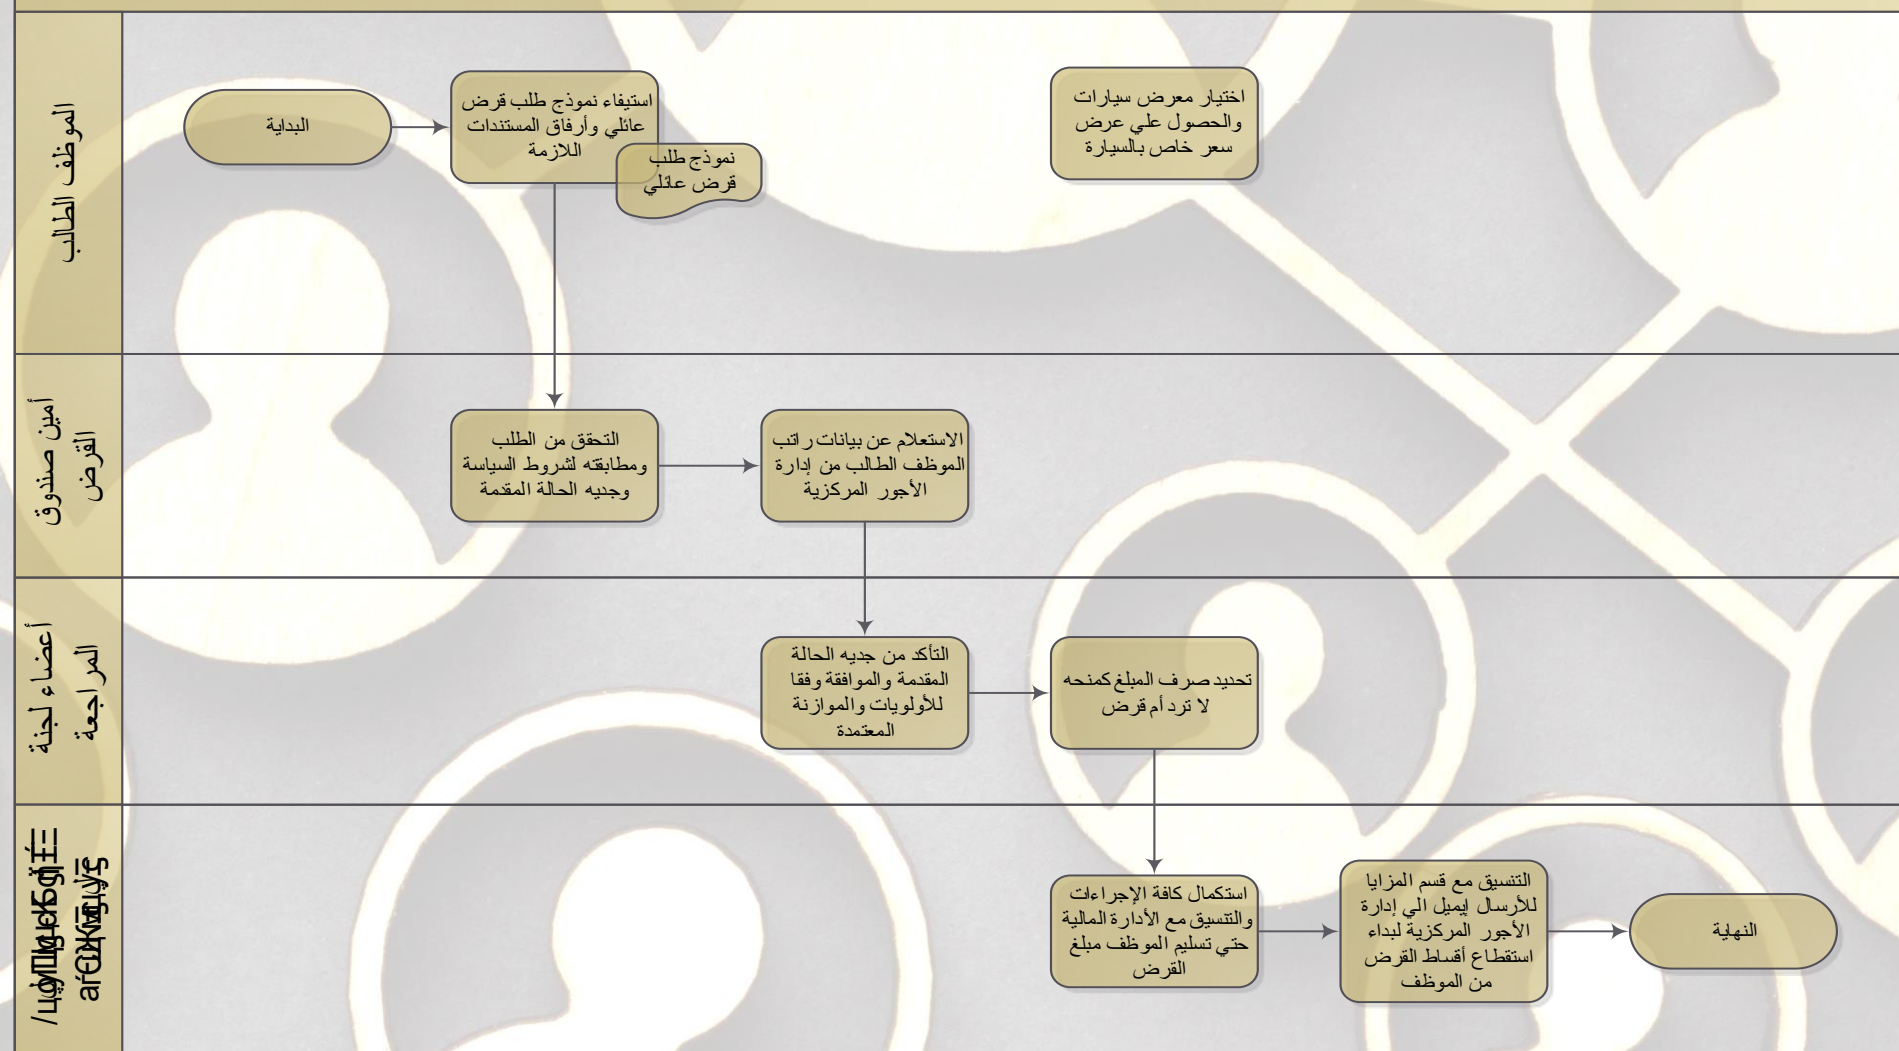 الموظف الطالب
البداية
استيفاء نموذج طلب قرض
عائلي وأرفاق المستندات
اللازمة
نموذج طلب
قرض عائلي
اختيار معرض سيارات
والحصول علي عرض
سعر خاص بالسيارة
أمين صندوق
القرض
التحقق من الطلب
ومطابقته لشروط السياسة
وجديه الحالة المقدمة
الاستعلام عن بيانات راتب
الموظف الطالب من إدارة
الأجور المركزية
أعضاء لجنة
المراجعة
التأكد من جديه الحالة
المقدمة والموافقة وفقا
للأولويات والموازنة
المعتمدة
تحديد صرف المبلغ كمنحه
لا ترد أم قرض
استكمال كافة الإجراءات
والتنسيق مع الأدارة المالية
حتي تسليم الموظف مبلغ
القرض
التنسيق مع قسم المزايا
للأرسال إيميل الي إدارة
الأجور المركزية لبداء
استقطاع أقساط القرض
من الموظف
النهاية